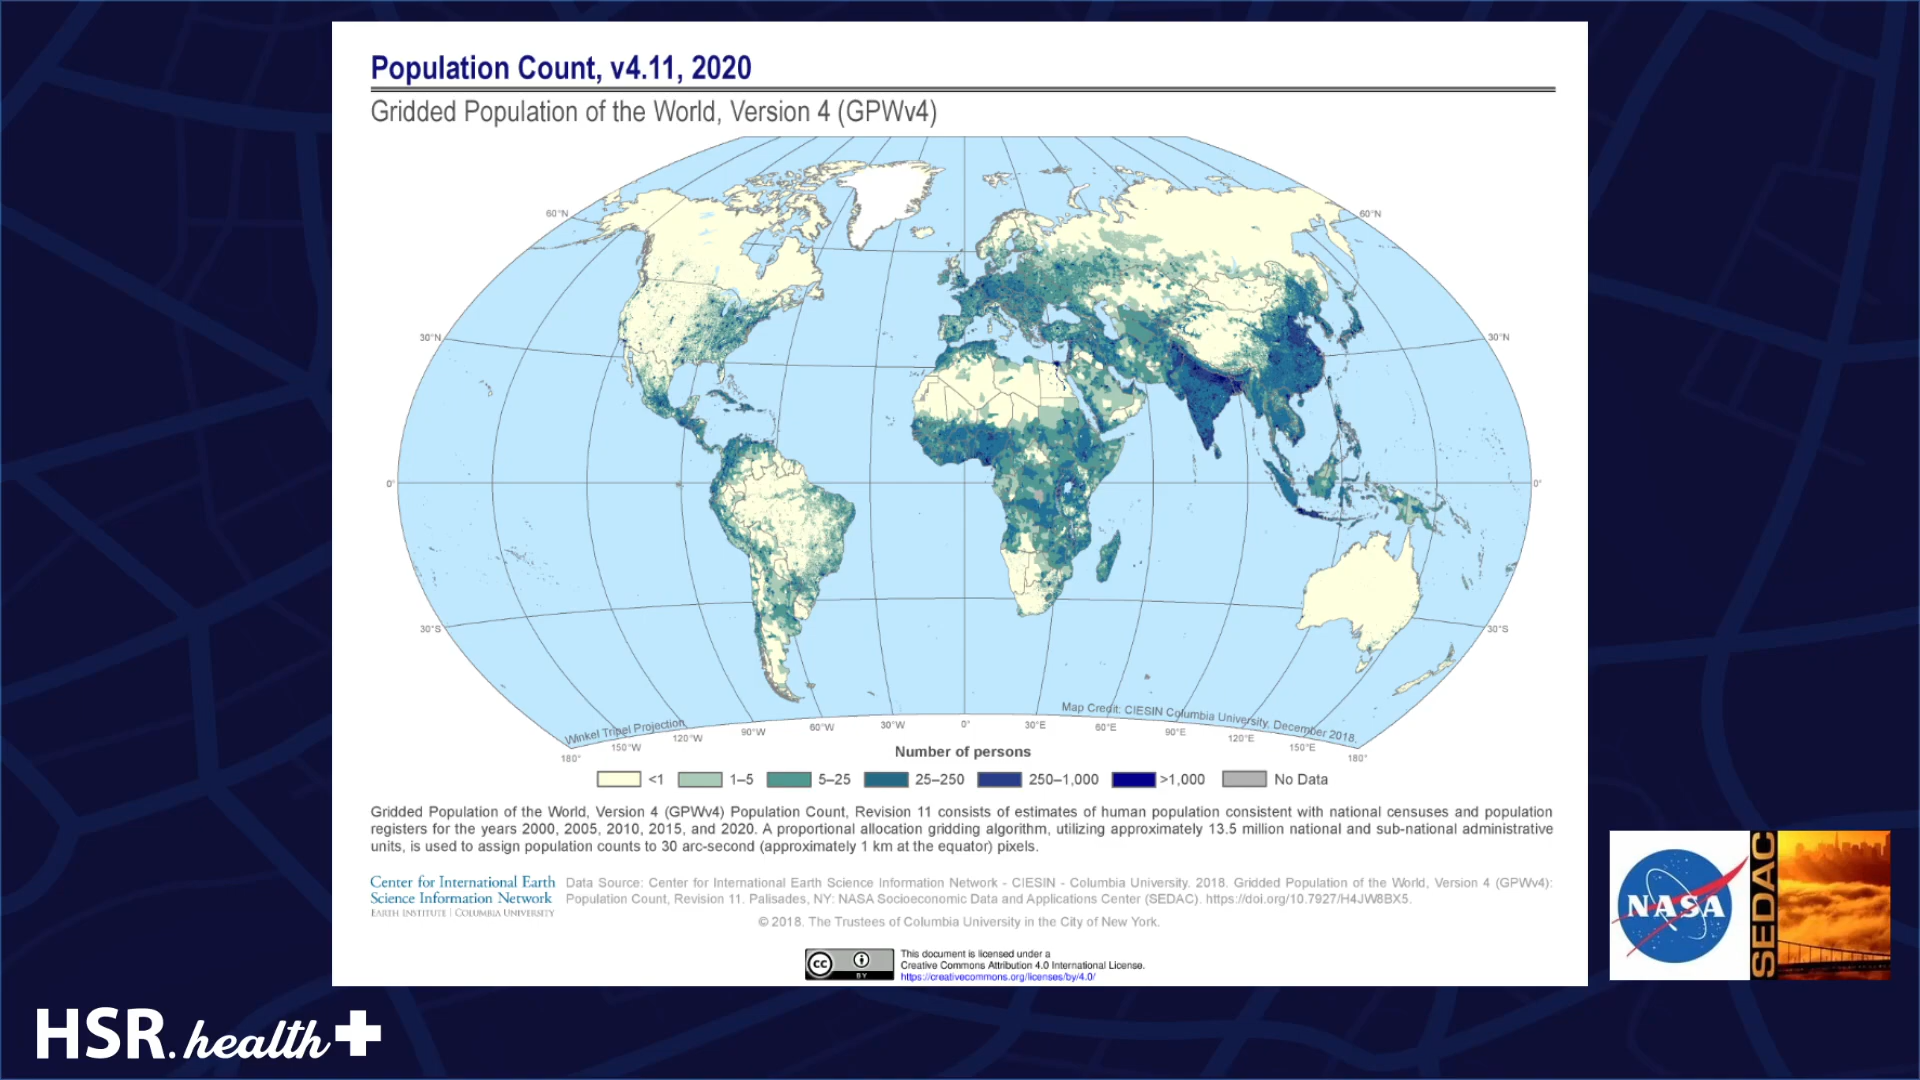 Population Count, v4.11, 2020
Gridded Population of the World, Version 4 (GPWv4)
60°N
60°N
30°N
30°N
0°
0°
30°S
30°S
Winkel Tripel Projection
Map Credit: CIESIN Columbia University, December 2018.
180°
150°W
120°W
90°W
60°W
30°W
0°
30°E
60°E
90°E
120°E
150°E
180°
Number of persons
<1
1–5
5–25
25–250
250–1,000
>1,000
No Data
Gridded Population of the World, Version 4 (GPWv4) Population Count, Revision 11 consists of estimates of human population consistent with national censuses and population
registers for the years 2000, 2005, 2010, 2015, and 2020. A proportional allocation gridding algorithm, utilizing approximately 13.5 million national and sub-national administrative
units, is used to assign population counts to 30 arc-second (approximately 1 km at the equator) pixels.
Center for International Earth
Science Information Network
EARTH INSTITUTE | COLUMBIA UNIVERSITY
Data Source: Center for International Earth Science Information Network - CIESIN - Columbia University. 2018. Gridded Population of the World, Version 4 (GPWv4):
Population Count, Revision 11. Palisades, NY: NASA Socioeconomic Data and Applications Center (SEDAC). https://doi.org/10.7927/H4JW8BX5.
© 2018. The Trustees of Columbia University in the City of New York.
cc
BY
This document is licensed under a
Creative Commons Attribution 4.0 International License.
https://creativecommons.org/licenses/by/4.0/
NASA
SEDAC
HSR.health